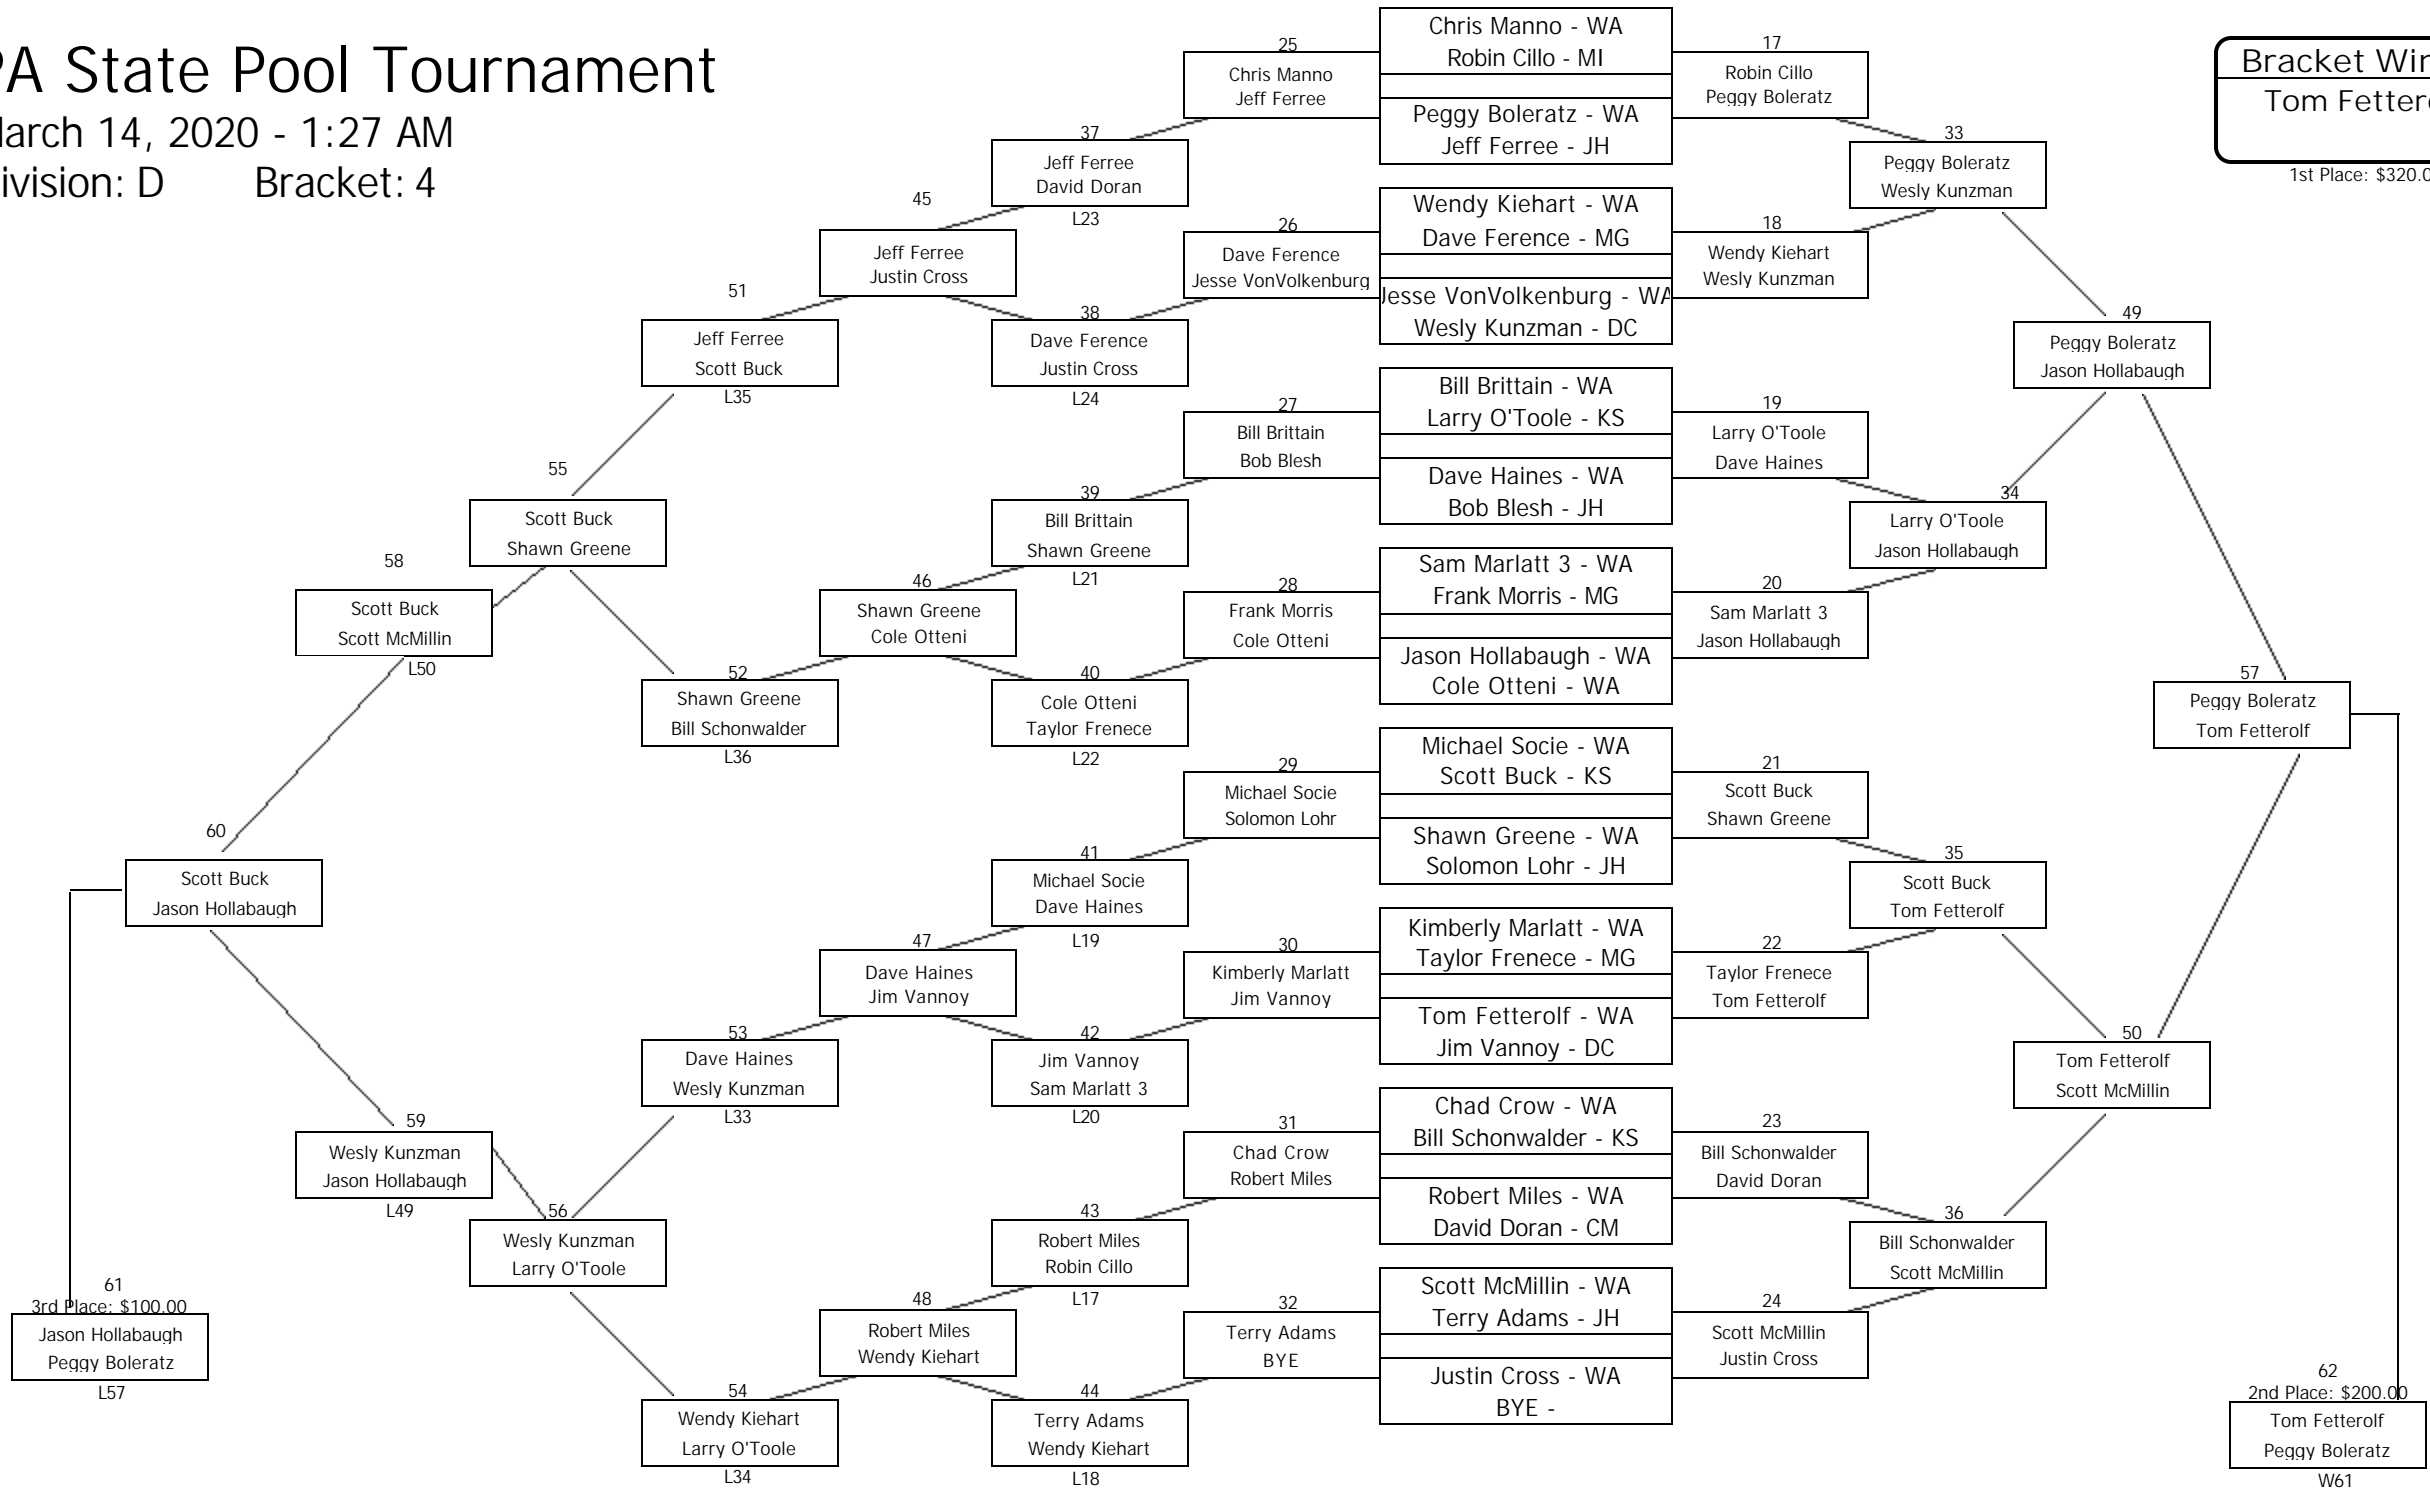 PA State Pool Tournament
March 14, 2020 - 1:27 AM
Division: D Bracket: 4
Tom
1st Place:
25
Chris Manno
Jeff Ferree
26
Dave Ference
Jesse VonVolkenburg
27
Bill Brittain
Bob Blesh
28
Frank Morris
Cole Otteni
29
Michael Socie
Solomon Lohr
30
Kimberly Marlatt
Jim Vannoy
31
Chad Crow
Robert Miles
32
Terry Adams
BYE
37
Jeff Ferree
David Doran
L23
38
Dave Ference
Justin Cross
L24
39
Bill Brittain
Shawn Greene
L21
40
Cole Otteni
Taylor Frenece
L22
41
Michael Socie
Dave Haines
L19
42
Jim Vannoy
Sam Marlatt 3
L20
43
Robert Miles
Robin Cillo
L17
44
Terry Adams
Wendy Kiehart
L18
45
Jeff Ferree
Justin Cross
46
Shawn Greene
Cole Otteni
47
Dave Haines
Jim Vannoy
48
Robert Miles
Wendy Kiehart
51
Jeff Ferree
Scott Buck
L35
52
Shawn Greene
Bill Schonwalder
L36
53
Dave Haines
Wesly Kunzman
L33
54
Wendy Kiehart
Larry O'Toole
L34
55
Scott Buck
Shawn Greene
56
Wesly Kunzman
Larry O'Toole
58
Scott Buck
Scott McMillin
L50
59
Wesly Kunzman
Jason Hollabaugh
L49
60
Scott Buck
Jason Hollabaugh
61
3rd Place: $100.00
Jason Hollabaugh
Peggy Boleratz
L57
Chris Manno - WA
Robin Cillo - MI
Peggy Boleratz - WA
Jeff Ferree - JH
Wendy Kiehart - WA
Dave Ference - MG
Jesse VonVolkenburg - WA
Wesly Kunzman - DC
Bill Brittain - WA
Larry O'Toole - KS
Dave Haines - WA
Bob Blesh - JH
Sam Marlatt 3 - WA
Frank Morris - MG
Jason Hollabaugh - WA
Cole Otteni - WA
Michael Socie - WA
Scott Buck - KS
Shawn Greene - WA
Solomon Lohr - JH
Kimberly Marlatt - WA
Taylor Frenece - MG
Tom Fetterolf - WA
Jim Vannoy - DC
Chad Crow - WA
Bill Schonwalder - KS
Robert Miles - WA
David Doran - CM
Scott McMillin - WA
Terry Adams - JH
Justin Cross - WA
BYE -
17
Robin Cillo
Peggy Boleratz
18
Wendy Kiehart
Wesly Kunzman
19
Larry O'Toole
Dave Haines
20
Sam Marlatt 3
Jason Hollabaugh
21
Scott Buck
Shawn Greene
22
Taylor Frenece
Tom Fetterolf
23
Bill Schonwalder
David Doran
24
Scott McMillin
Justin Cross
33
Peggy Boleratz
Wesly Kunzman
34
Larry O'Toole
Jason Hollabaugh
35
Scott Buck
Tom Fetterolf
36
Bill Schonwalder
Scott McMillin
49
Peggy Boleratz
Jason Hollabaugh
50
Tom Fetterolf
Scott McMillin
57
Peggy Boleratz
Tom Fetterolf
62
2nd Place: $200.00
Tom Fetterolf
Peggy Boleratz
W61
Bracket